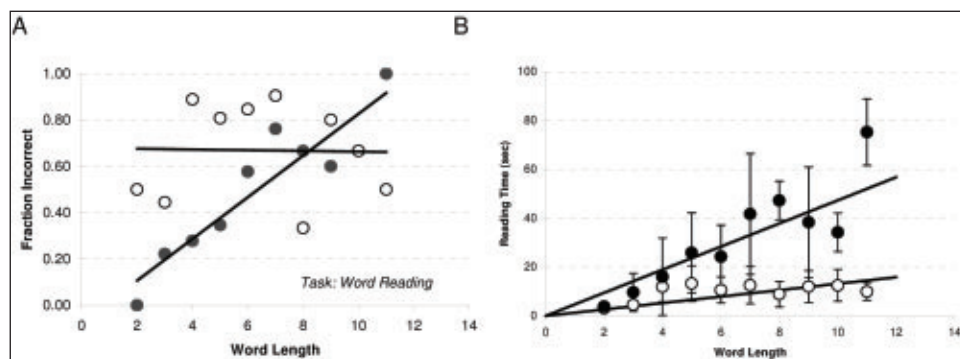 A
Fraction Incorrect
1.00
0.80
0.60
0.40
0.20
0.00
Task: Word Reading
0 2 4 6 8 10 12 14
Word Length
B
Reading Time (sec)
100
80
60
40
20
0
0 2 4 6 8 10 12 14
Word Length